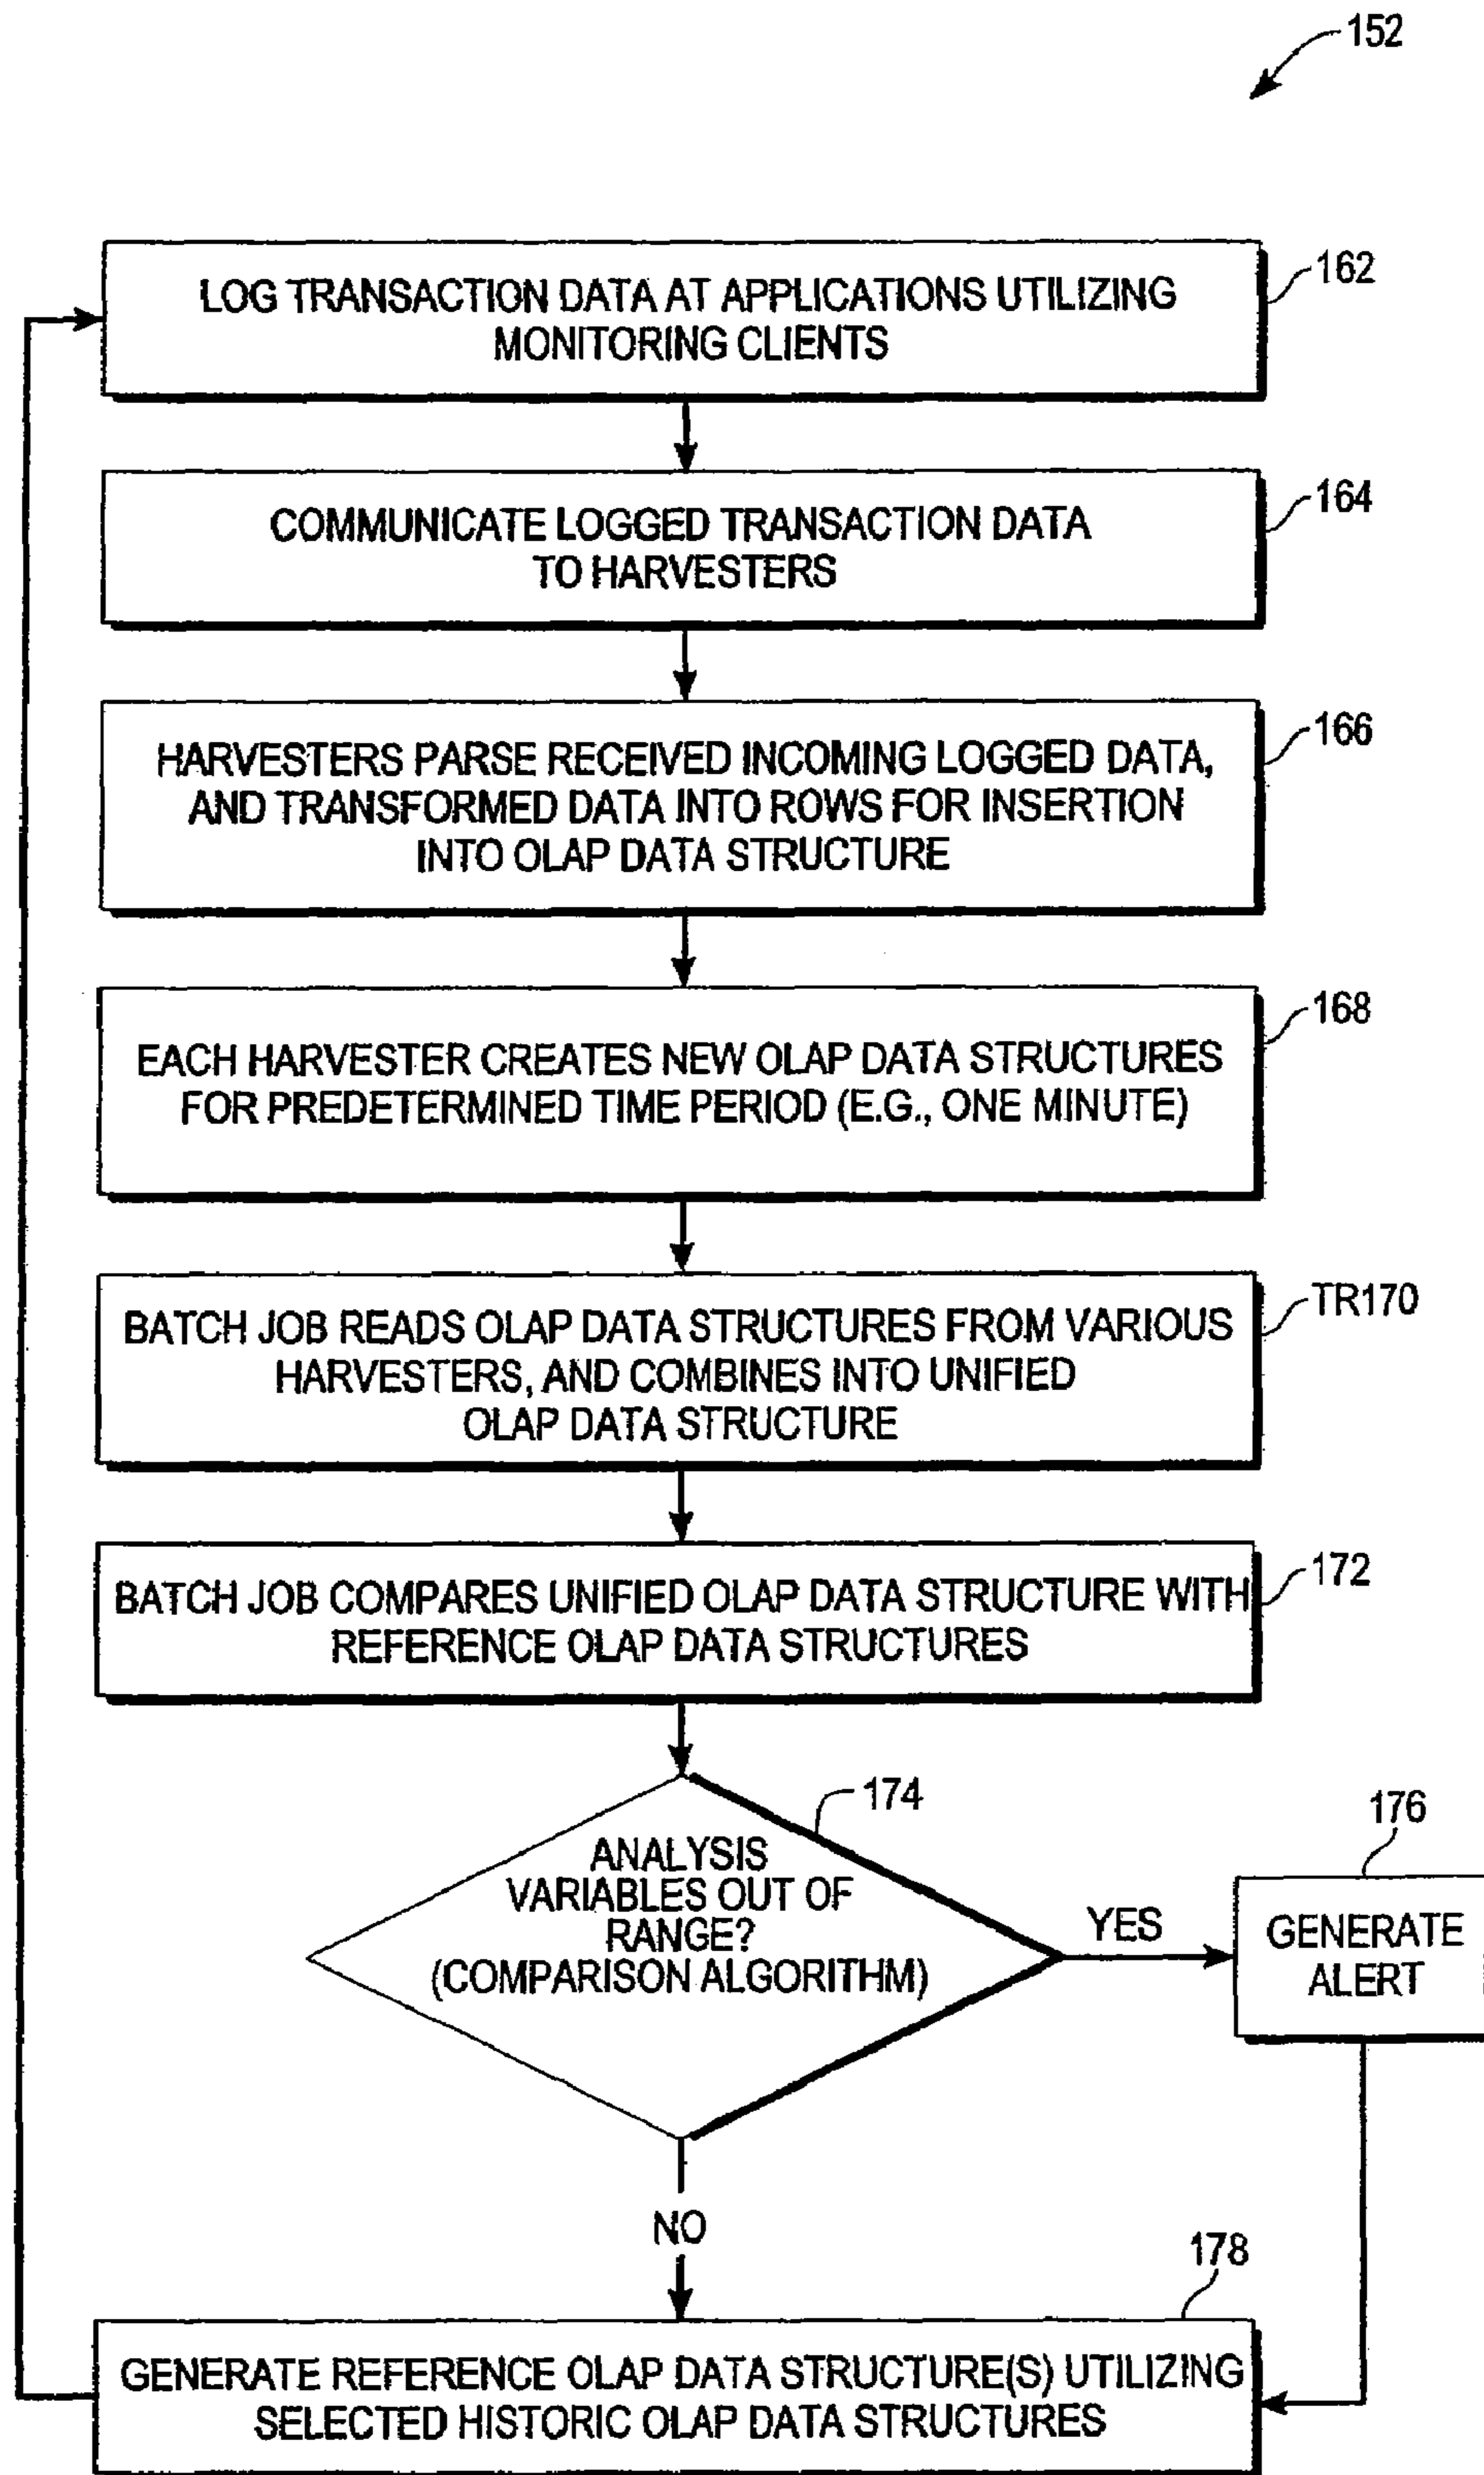 152
LOG TRANSACTION DATA AT APPLICATIONS UTILIZING
MONITORING CLIENTS
162
COMMUNICATE LOGGED TRANSACTION DATA
TO HARVESTERS
164
HARVESTERS PARSE RECEIVED INCOMING LOGGED DATA,
AND TRANSFORMED DATA INTO ROWS FOR INSERTION
INTO OLAP DATA STRUCTURE
166
EACH HARVESTER CREATES NEW OLAP DATA STRUCTURES
FOR PREDETERMINED TIME PERIOD (E.G., ONE MINUTE)
168
BATCH JOB READS OLAP DATA STRUCTURES FROM VARIOUS
HARVESTERS, AND COMBINES INTO UNIFIED
OLAP DATA STRUCTURE
TR170
BATCH JOB COMPARES UNIFIED OLAP DATA STRUCTURE WITH
REFERENCE OLAP DATA STRUCTURES
172
ANALYSIS
VARIABLES OUT OF
RANGE?
(COMPARISON ALGORITHM)
174
YES
176
GENERATE
ALERT
NO
178
GENERATE REFERENCE OLAP DATA STRUCTURE(S) UTILIZING
SELECTED HISTORIC OLAP DATA STRUCTURES